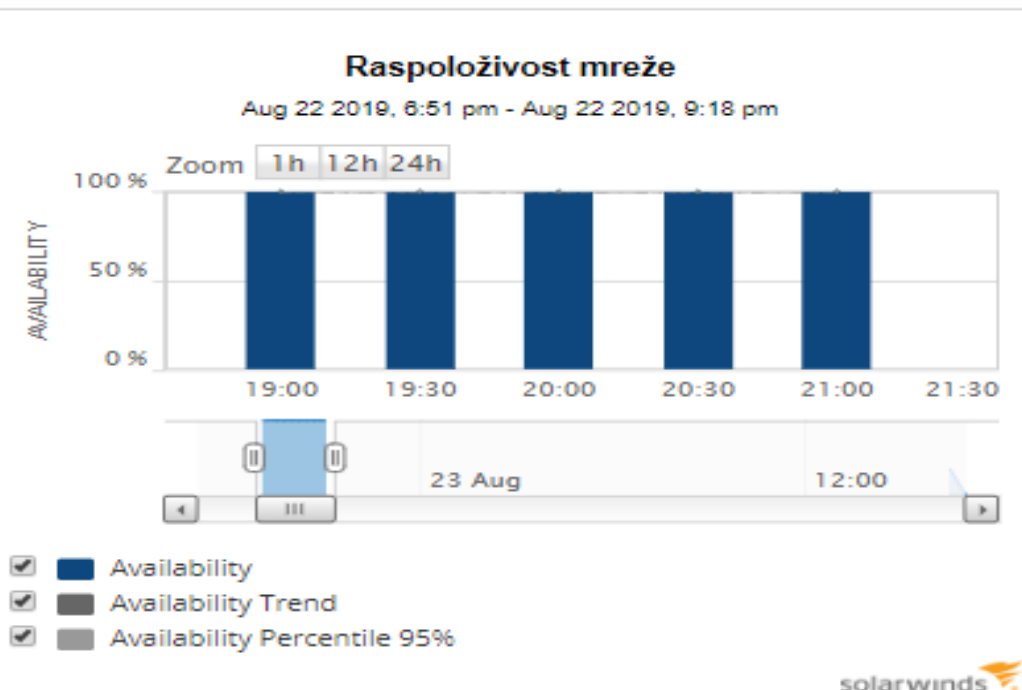 Raspoloživost mreže
Aug 22 2019, 6:51 pm - Aug 22 2019, 9:18 pm
Zoom 1h 12h 24h
100 %
AVAILABILITY
50 %
0 %
19:00 19:30 20:00 20:30 21:00 21:30
23 Aug 12:00
Availability
Availability Trend
Availability Percentile 95%
solarwinds